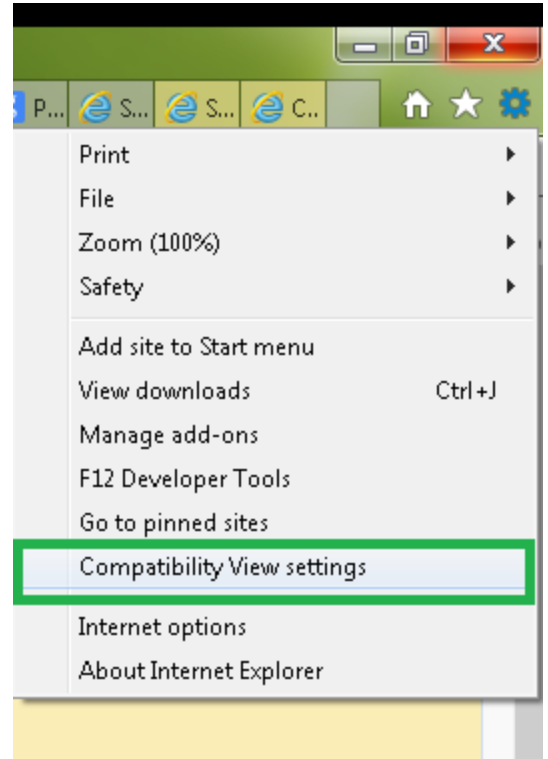 P... S... S... C..
Print
File
Zoom (100%)
Safety
Add site to Start menu
View downloads Ctrl+J
Manage add-ons
F12 Developer Tools
Go to pinned sites
Compatibility View settings
Internet options
About Internet Explorer